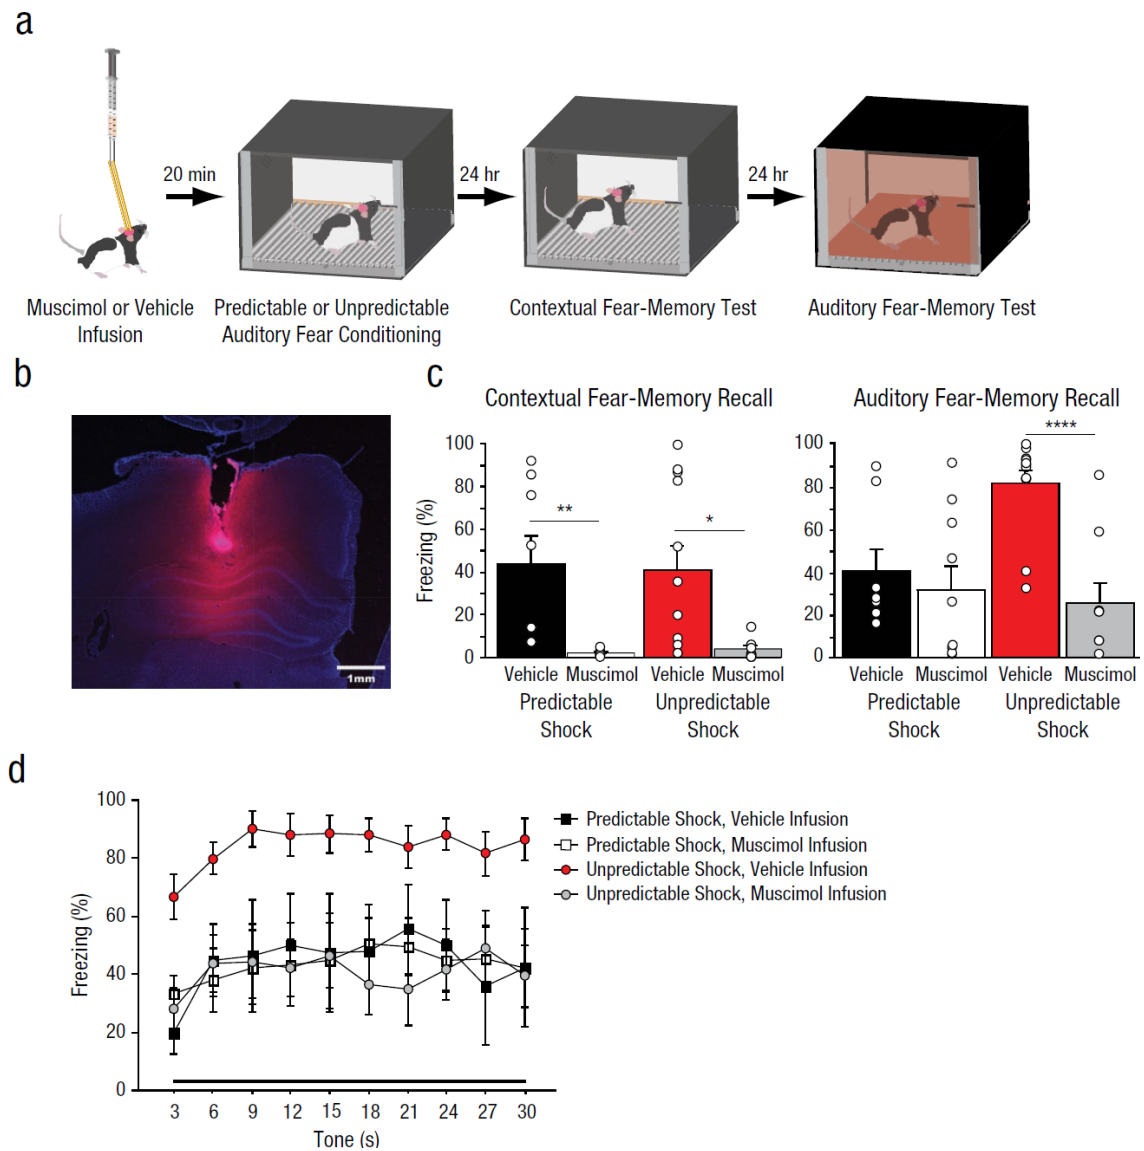 a
20 min
24 hr
24 hr
Muscimol or Vehicle
Infusion
Predictable or Unpredictable
Auditory Fear Conditioning
Contextual Fear-Memory Test
Auditory Fear-Memory Test
b
1mm
c
Contextual Fear-Memory Recall
Freezing (%)
100
80
60
40
20
0
**
*
Vehicle Muscimol
Predictable
Shock
Vehicle Muscimol
Unpredictable
Shock
Auditory Fear-Memory Recall
100
80
60
40
20
0
****
Vehicle Muscimol
Predictable
Shock
Vehicle Muscimol
Unpredictable
Shock
d
Freezing (%)
100
80
60
40
20
0
3 6 9 12 15 18 21 24 27 30
Tone (s)
Predictable Shock, Vehicle Infusion
Predictable Shock, Muscimol Infusion
Unpredictable Shock, Vehicle Infusion
Unpredictable Shock, Muscimol Infusion